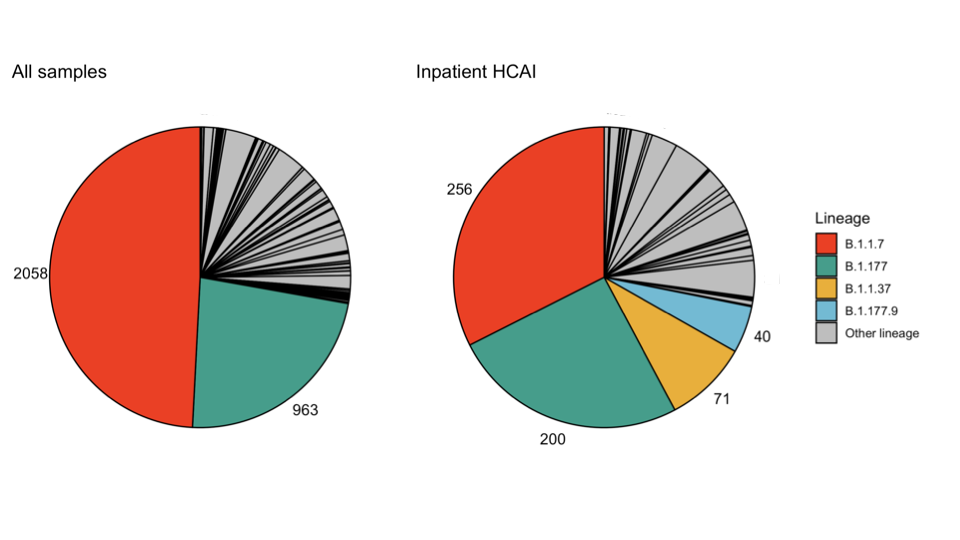 All samples
Inpatient HCAI
2058
963
256
200
71
40
Lineage
B.1.1.7
B.1.177
B.1.1.37
B.1.177.9
Other lineage